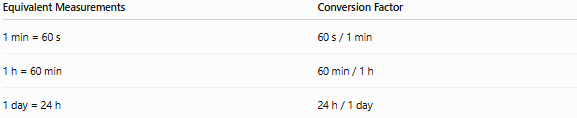 Equivalent Measurements Conversion Factor
1 min = 60 s 60 s / 1 min
1 h = 60 min 60 min / 1 h
1 day = 24 h 24 h / 1 day